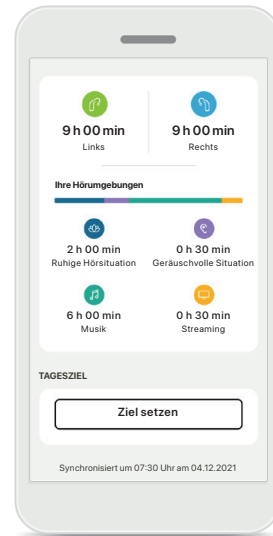 9 h 00 min 9 h 00 min
Links Rechts
Ihre Hörumgebungen
2 h 00 min 0 h 30 min
Ruhige Hörsituation Geräuschvolle Situation
6 h 00 min 0 h 30 min
Musik Streaming
TAGESZIEL
Ziel setzen
Synchronisiert um 07:30 Uhr am 04.12.2021